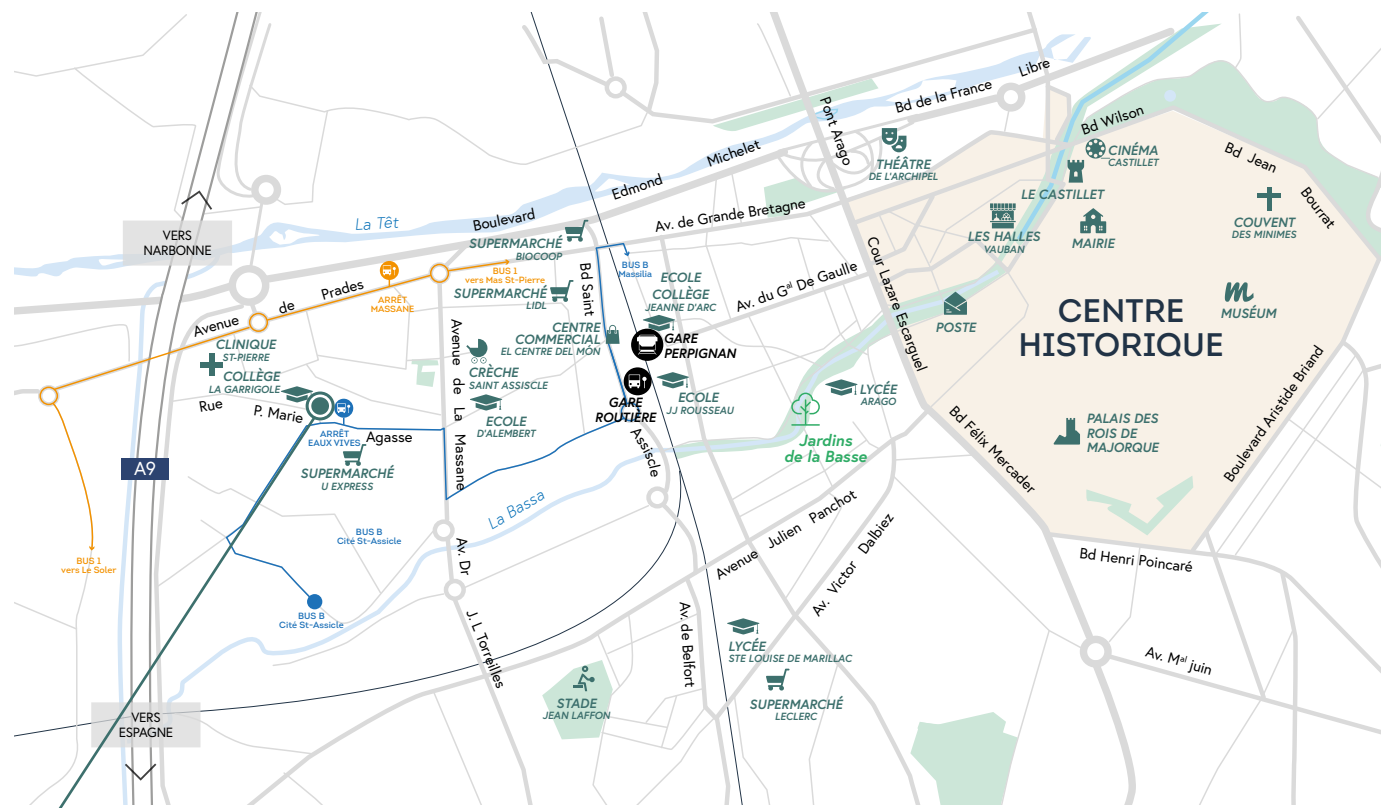 Libre
Bd de la France
Pont Arago
Bd Wilson
CINÉMA
CASTILLET
Bd Jean
Bourrat
Michelet
THÉÂTRE
DE L'ARCHIPEL
Edmond
LE CASTILLET
COUVENT
DES MINIMES
Av. de Grande Bretagne
Boulevard
La Têt
VERS
NARBONNE
LES HALLES
VAUBAN
MAIRIE
SUPERMARCHÉ
BIOCOOP
Cour Lazare Escarguel
BUS B
Massilia
BUS 1
vers Mas St-Pierre
Bd Saint
Assiscle
ECOLE
COLLÈGE
JEANNE D'ARC
Av. du Gal De Gaulle
SUPERMARCHÉ
LIDL
ARRÊT
MASSANE
Avenue de Prades
m
MUSÉUM
CENTRE
HISTORIQUE
POSTE
CENTRE
COMMERCIAL
EL CENTRE DEL MÓN
GARE
PERPIGNAN
CLINIQUE
ST-PIERRE
COLLÈGE
LA GARRIGOLE
Avenue de La Massane
CRÈCHE
SAINT ASSISCLE
ECOLE
D'ALEMBERT
GARE
ROUTIÈRE
ECOLE
JJ ROUSSEAU
LYCÉE
ARAGO
Boulevard Aristide Briand
Rue P. Marie Agasse
ARRÊT
EAUX VIVES
Jardins
de la Basse
Bd Félix Mercader
PALAIS DES
ROIS DE
MAJORQUE
A9
SUPERMARCHÉ
U EXPRESS
La Bassa
BUS B
Cité St-Assicle
BUS 1
vers Le Soler
Avenue Julien Panchot
Av. Victor Dalbiez
Bd Henri Poincaré
Av. Dr
J. L Torreilles
BUS B
Cité St-Assicle
Av. de Belfort
LYCÉE
STE LOUISE DE MARILLAC
Av. Mal juin
STADE
JEAN LAFFON
SUPERMARCHÉ
LECLERC
VERS
ESPAGNE